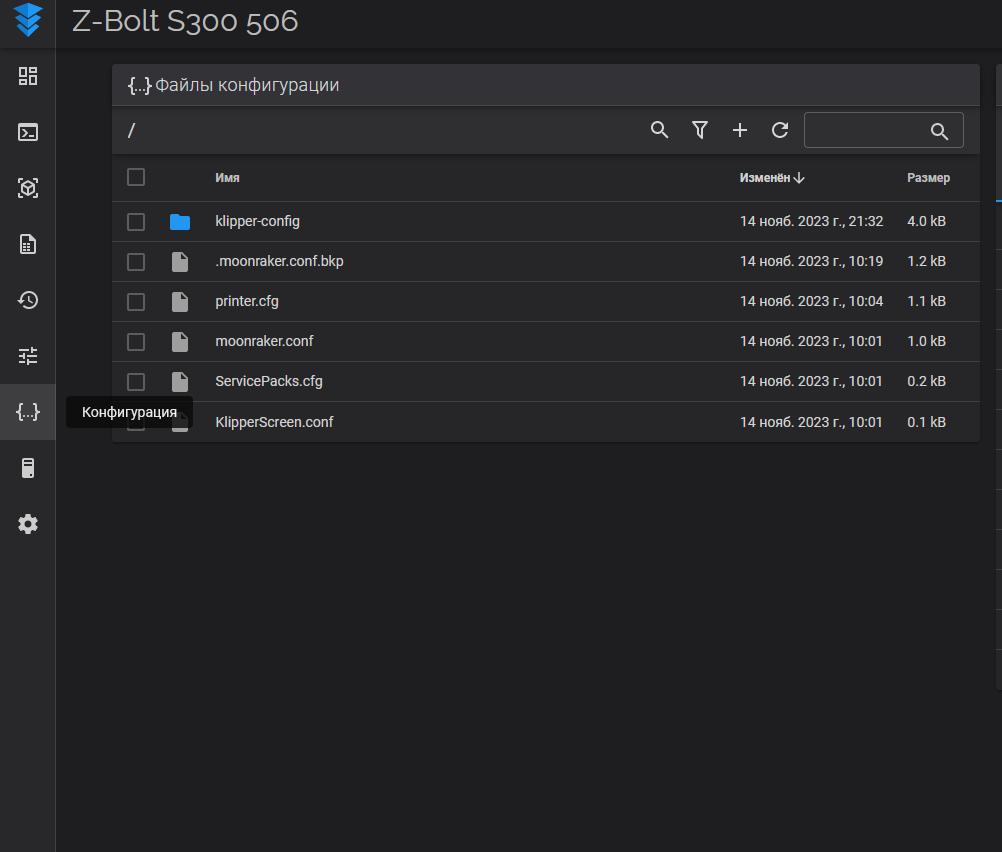 Z-Bolt S300 506
{...} Файлы конфигурации
/
Имя Изменён Размер
klipper-config 14 нояб. 2023 г., 21:32 4.0 kB
.moonraker.conf.bkp 14 нояб. 2023 г., 10:19 1.2 kB
printer.cfg 14 нояб. 2023 г., 10:04 1.1 kB
moonraker.conf 14 нояб. 2023 г., 10:01 1.0 kB
ServicePacks.cfg 14 нояб. 2023 г., 10:01 0.2 kB
Конфигурация
KlipperScreen.conf 14 нояб. 2023 г., 10:01 0.1 kB